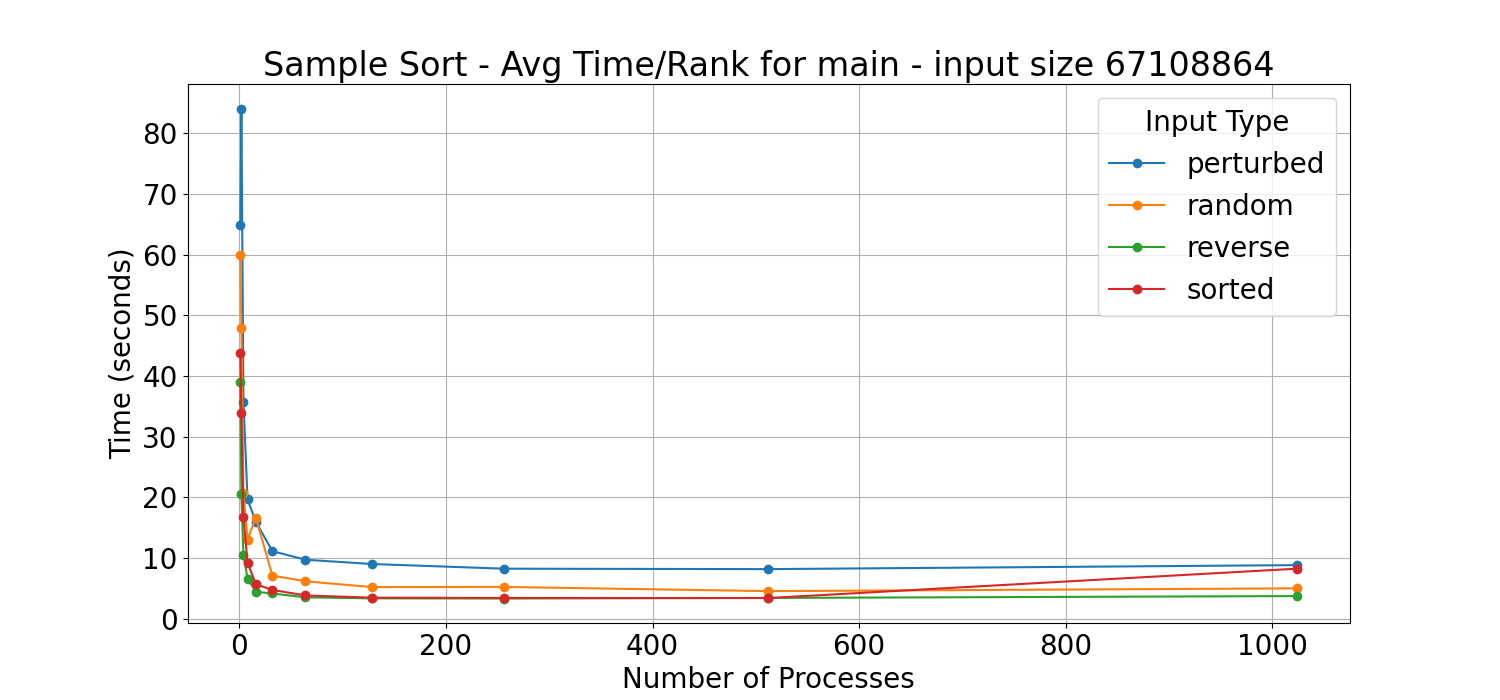 Sample Sort - Avg Time/Rank for main - input size 67108864
Input Type
perturbed
random
reverse
sorted
Time (seconds)
80
70
60
50
40
30
20
10
0
0 200 400 600 800 1000
Number of Processes